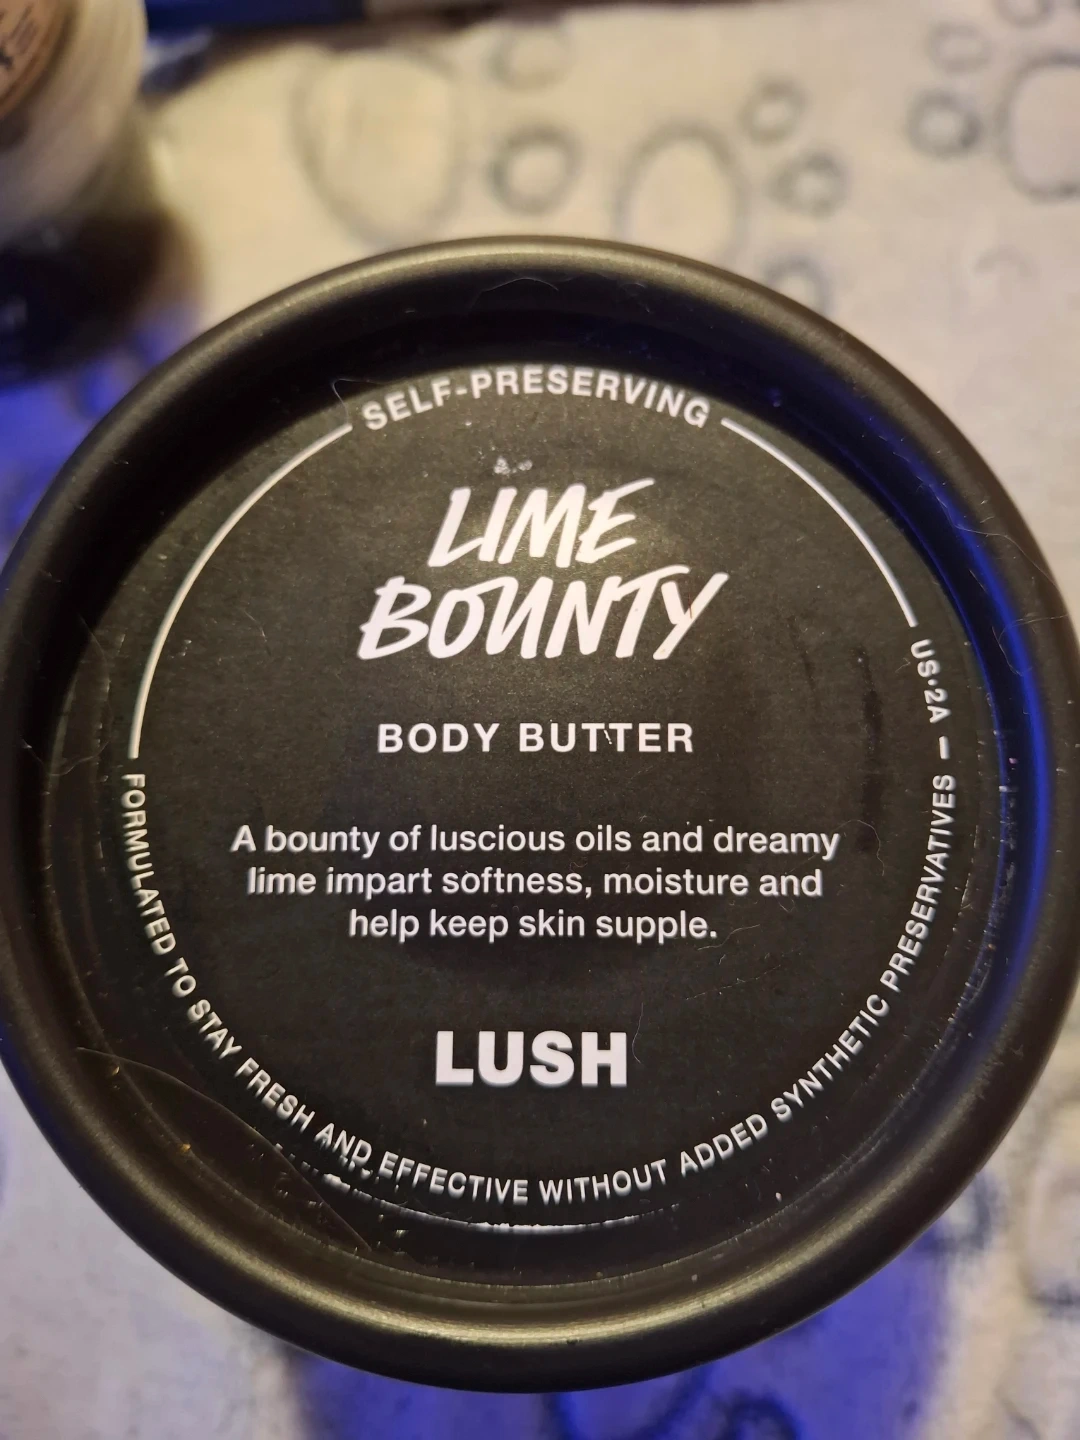 SELF-PRESERVING
LIME
BOUNTY
BODY BUTTER
A bounty of luscious oils and dreamy
lime impart softness, moisture and
help keep skin supple.
LUSH
FORMULATED TO STAY FRESH AND EFFECTIVE WITHOUT ADDED SYNTHETIC PRESERVATIVES – US•2A